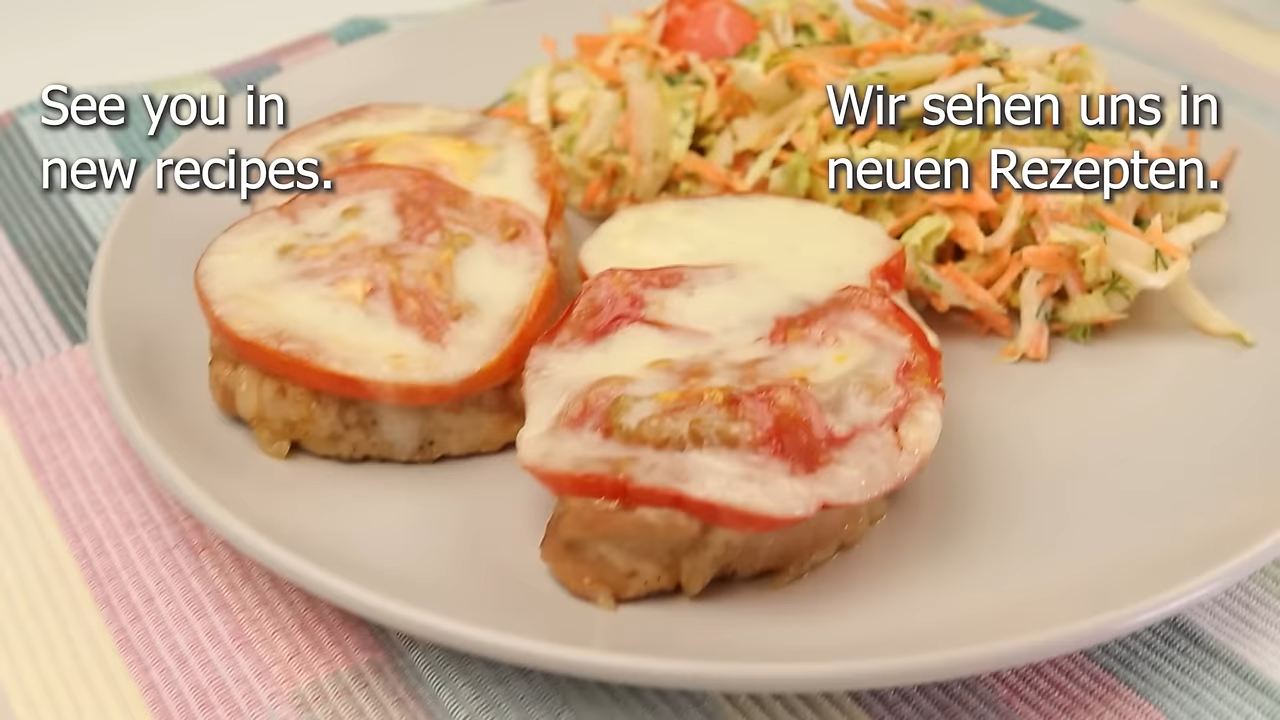 See you in
new recipes.
Wir sehen uns in
neuen Rezepten.